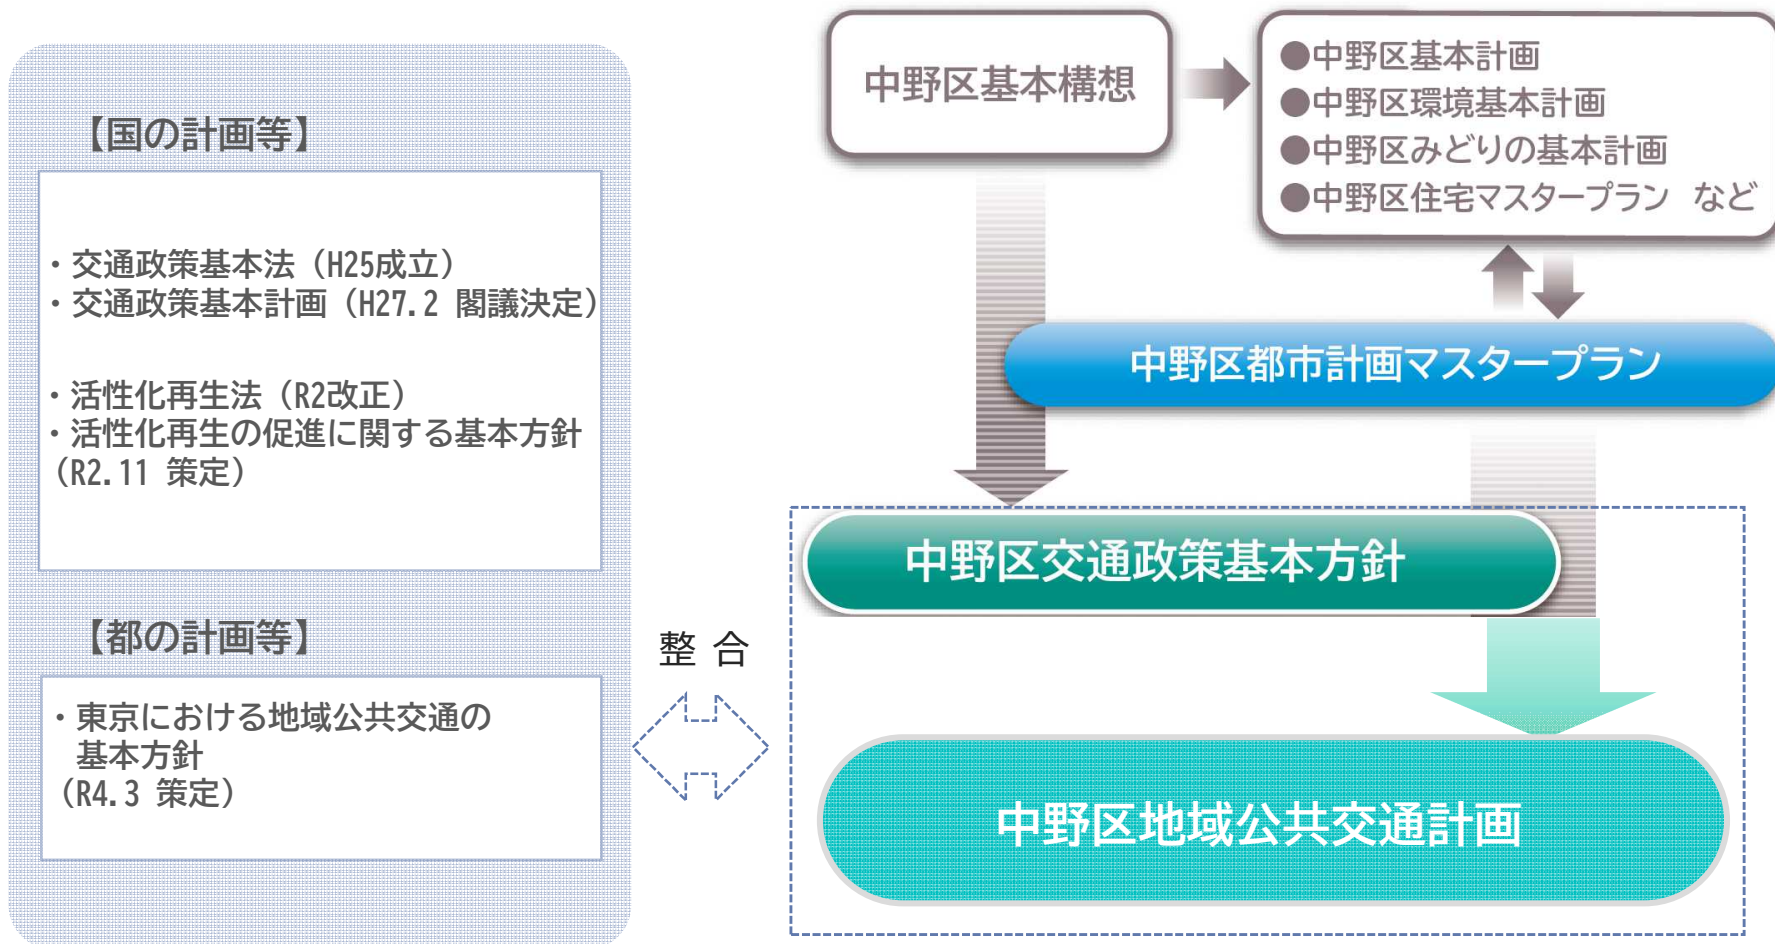 【国の計画等】
・交通政策基本法（H25成立）
・交通政策基本計画（H27.2 閣議決定）
・活性化再生法（R2改正）
・活性化再生の促進に関する基本方針
（R2.11 策定）
【都の計画等】
・東京における地域公共交通の
基本方針
（R4.3 策定）
整合
中野区基本構想
●中野区基本計画
●中野区環境基本計画
●中野区みどりの基本計画
●中野区住宅マスタープラン など
中野区都市計画マスタープラン
中野区交通政策基本方針
中野区地域公共交通計画